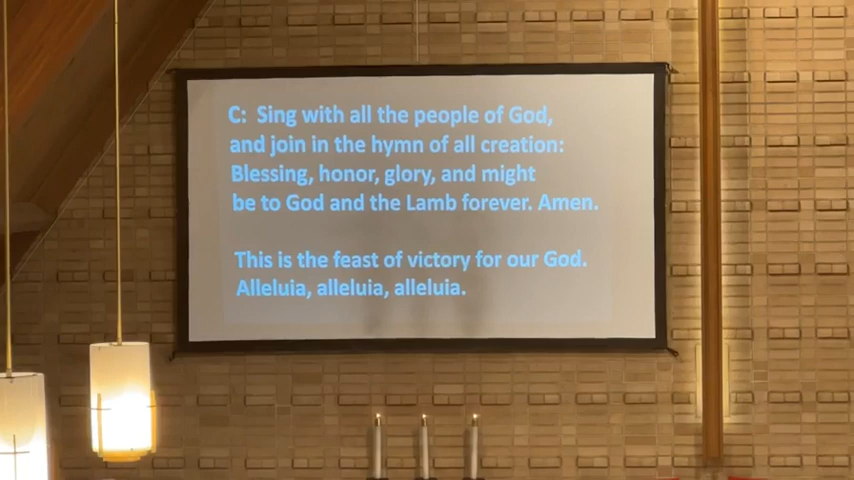 C: Sing with all the people of God,
and join in the hymn of all creation:
Blessing, honor, glory, and might
be to God and the Lamb forever. Amen.
This is the feast of victory for our God.
Alleluia, alleluia, alleluia.